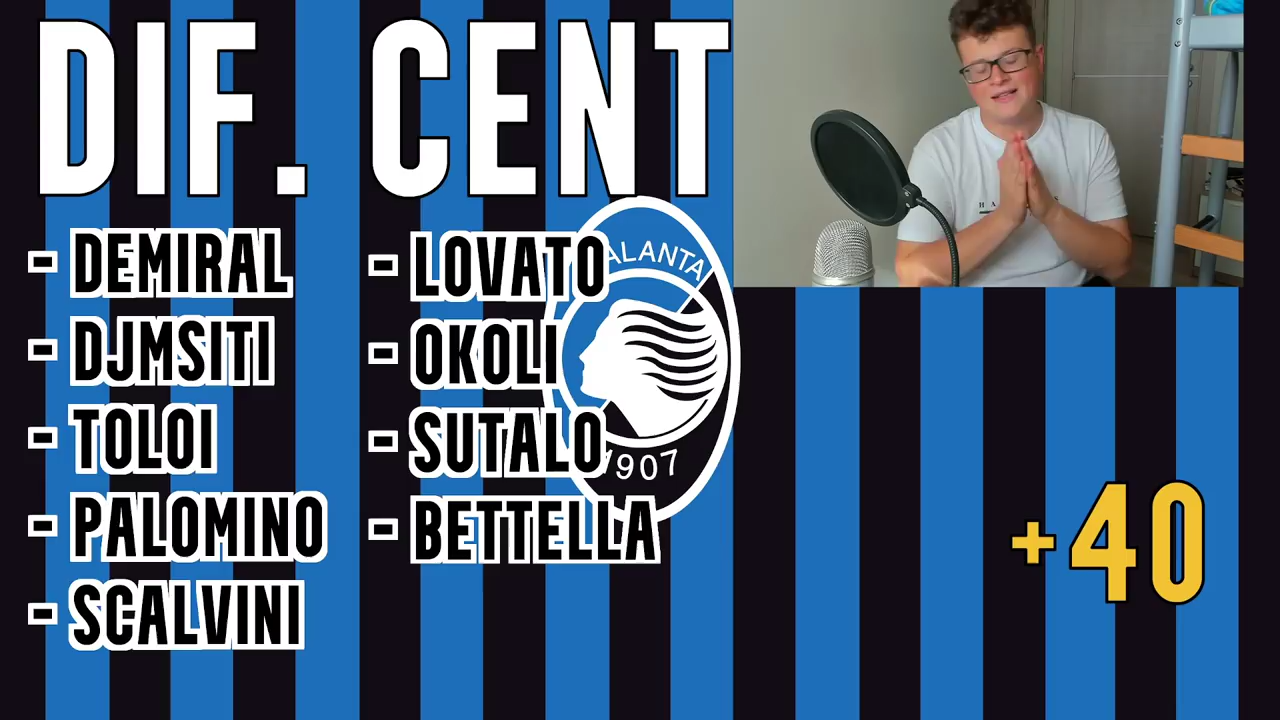 DIF. CENT
- DEMIRAL
- DJMSITI
- TOLOI
- PALOMINO
- SCALVINI
- LOVATO
- OKOLI
- SUTALO
- BETTELLA
ALANTA
1907
+40